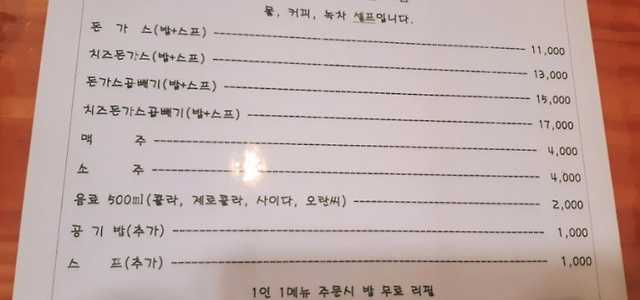 물, 커피, 녹차 셀프입니다.
돈 가 스(밥+스프) 11,000
치즈돈가스(밥+스프) 13,000
돈가스곱빼기(밥+스프) 15,000
치즈돈가스곱빼기(밥+스프) 17,000
맥 주 4,000
소 주 4,000
음료 500ml(콜라, 제로콜라, 사이다, 오란씨) 2,000
공 기 밥(추가) 1,000
스 프(추가) 1,000
1인 1메뉴 주문시 밥 무료 리필